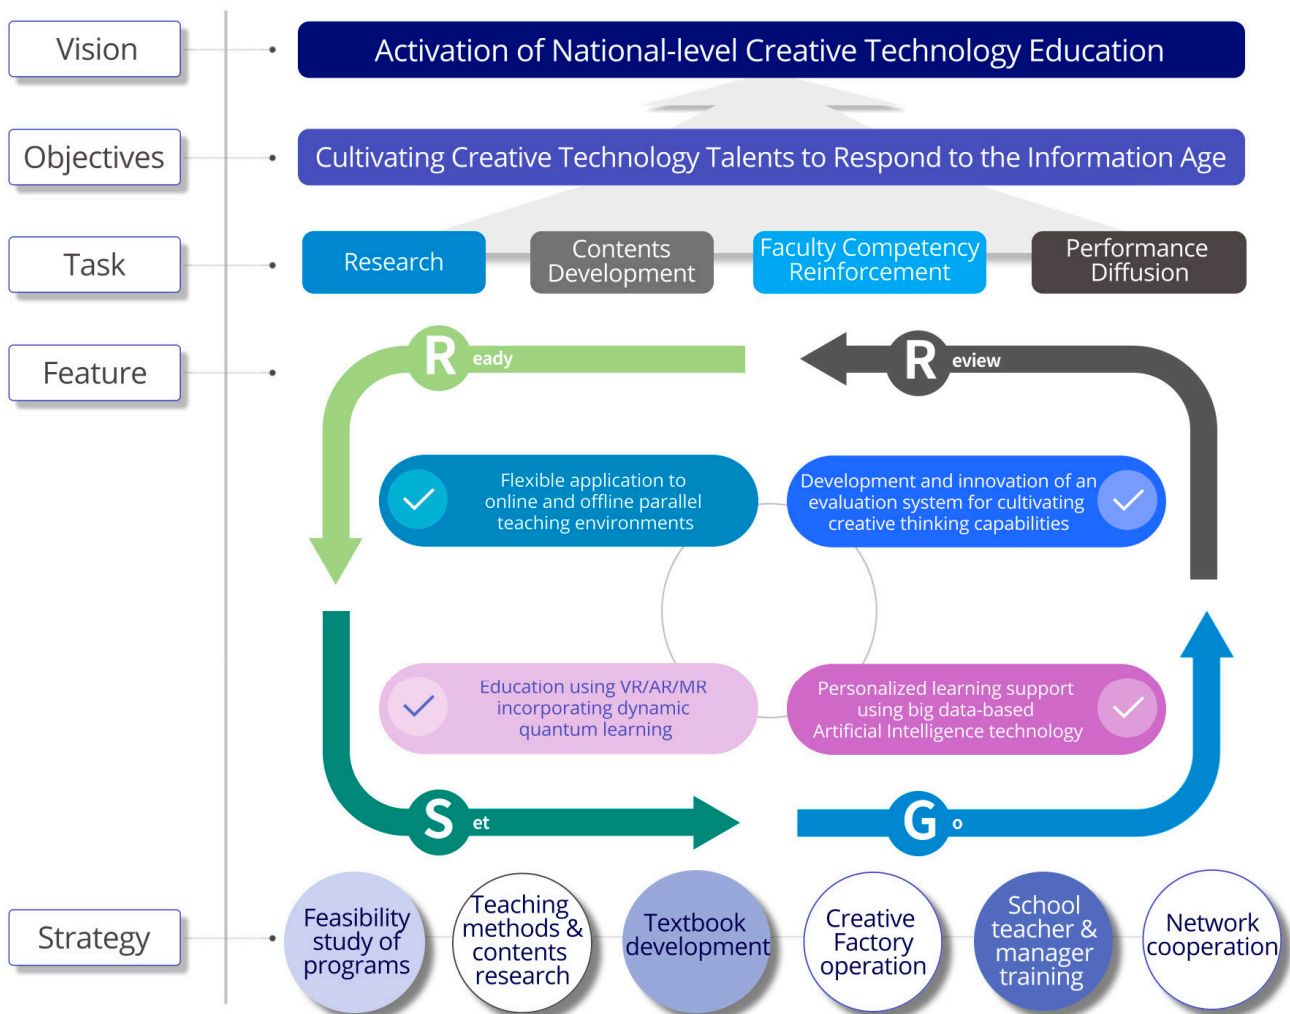 Vision
Activation of National-level Creative Technology Education
Objectives
Cultivating Creative Technology Talents to Respond to the Information Age
Task
Research
Contents
Development
Faculty Competency
Reinforcement
Performance
Diffusion
Feature
Ready
Review
Flexible application to
online and offline parallel
teaching environments
Development and innovation of an
evaluation system for cultivating
creative thinking capabilities
Education using VR/AR/MR
incorporating dynamic
quantum learning
Personalized learning support
using big data-based
Artificial Intelligence technology
Set
Go
Strategy
Feasibility
study of
programs
Teaching
methods &
contents
research
Textbook
development
Creative
Factory
operation
School
teacher &
manager
training
Network
cooperation